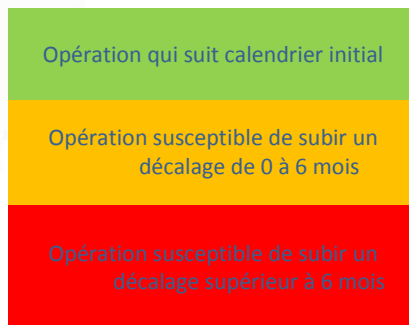 Opération qui suit calendrier initial
Opération susceptible de subir un
décalage de 0 à 6 mois
Opération susceptible de subir un
décalage supérieur à 6 mois